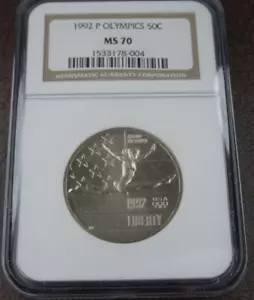 1992 P OLYMPICS 50C
MS 70
1533178-004
NUMISMATIC GUARANTY CORPORATION
1992
USA
LIBERTY